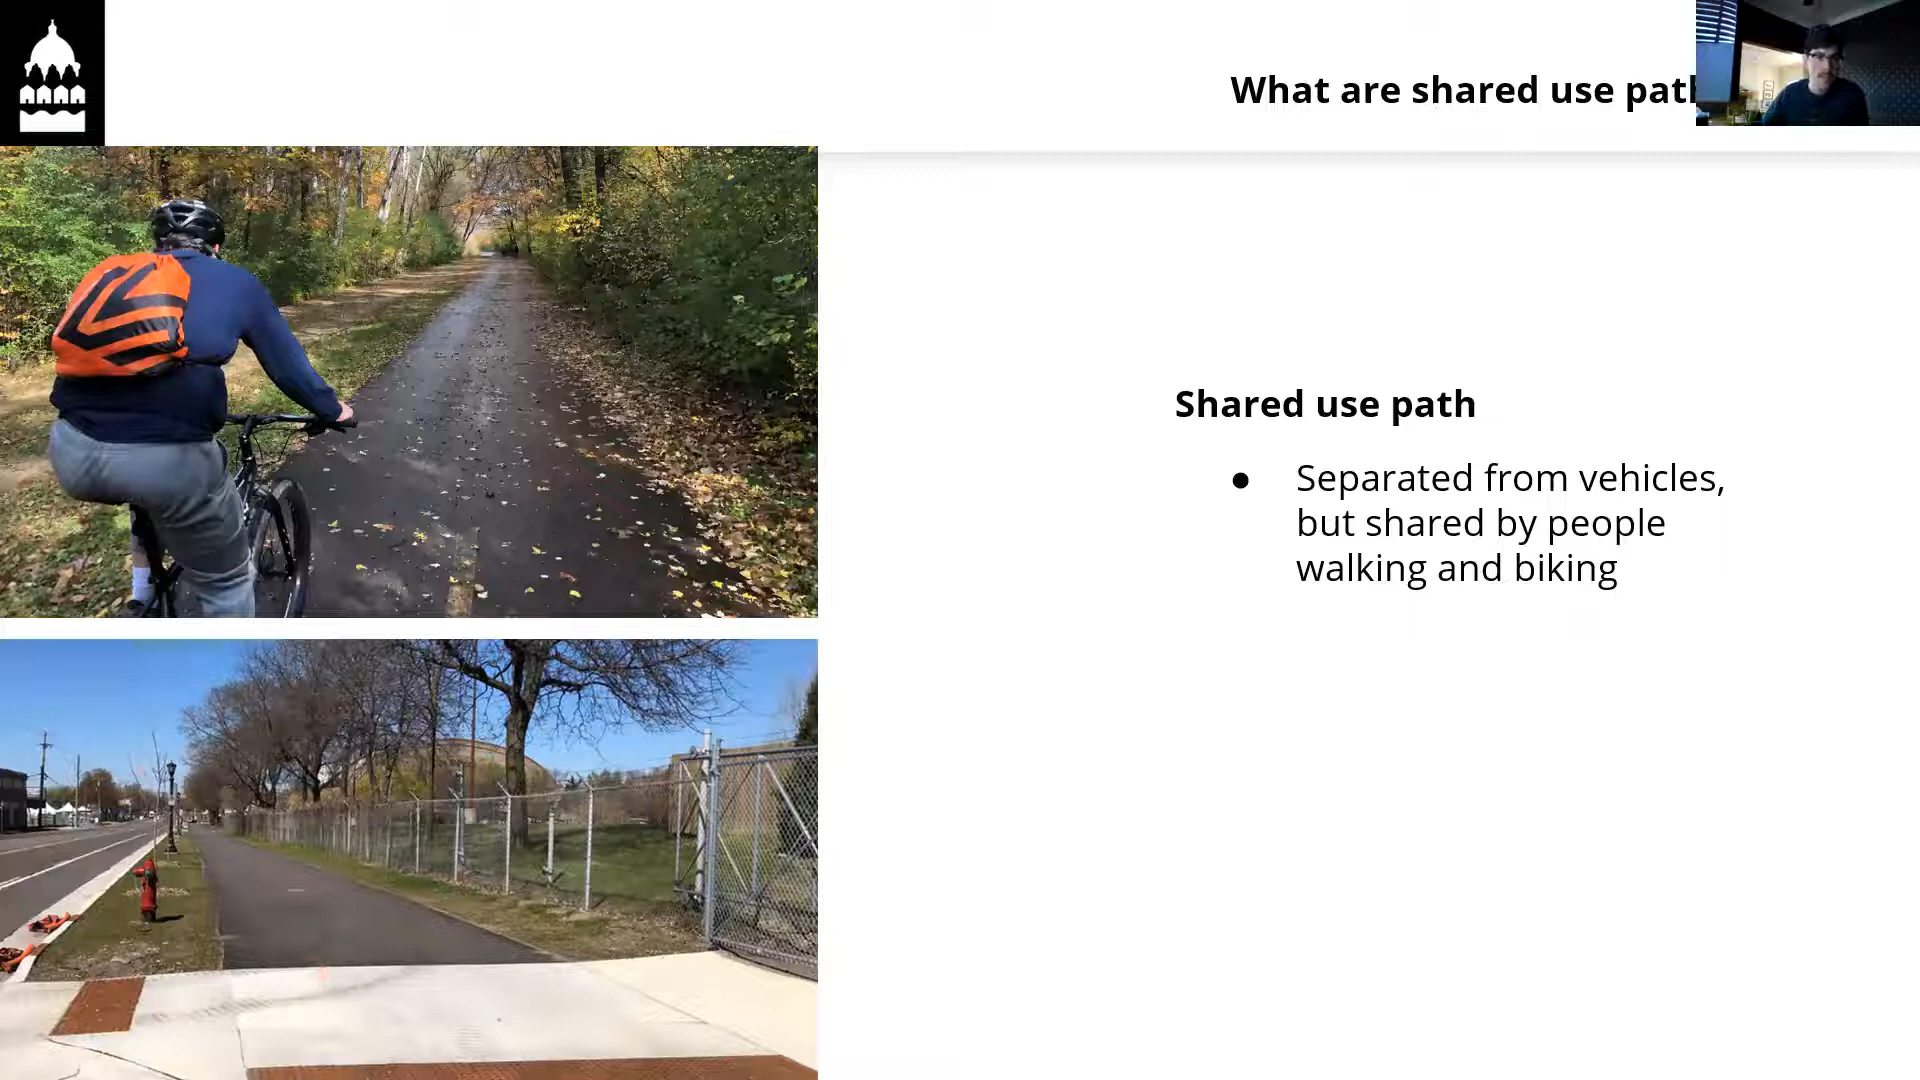 What are shared use path
Shared use path
● Separated from vehicles,
but shared by people
walking and biking